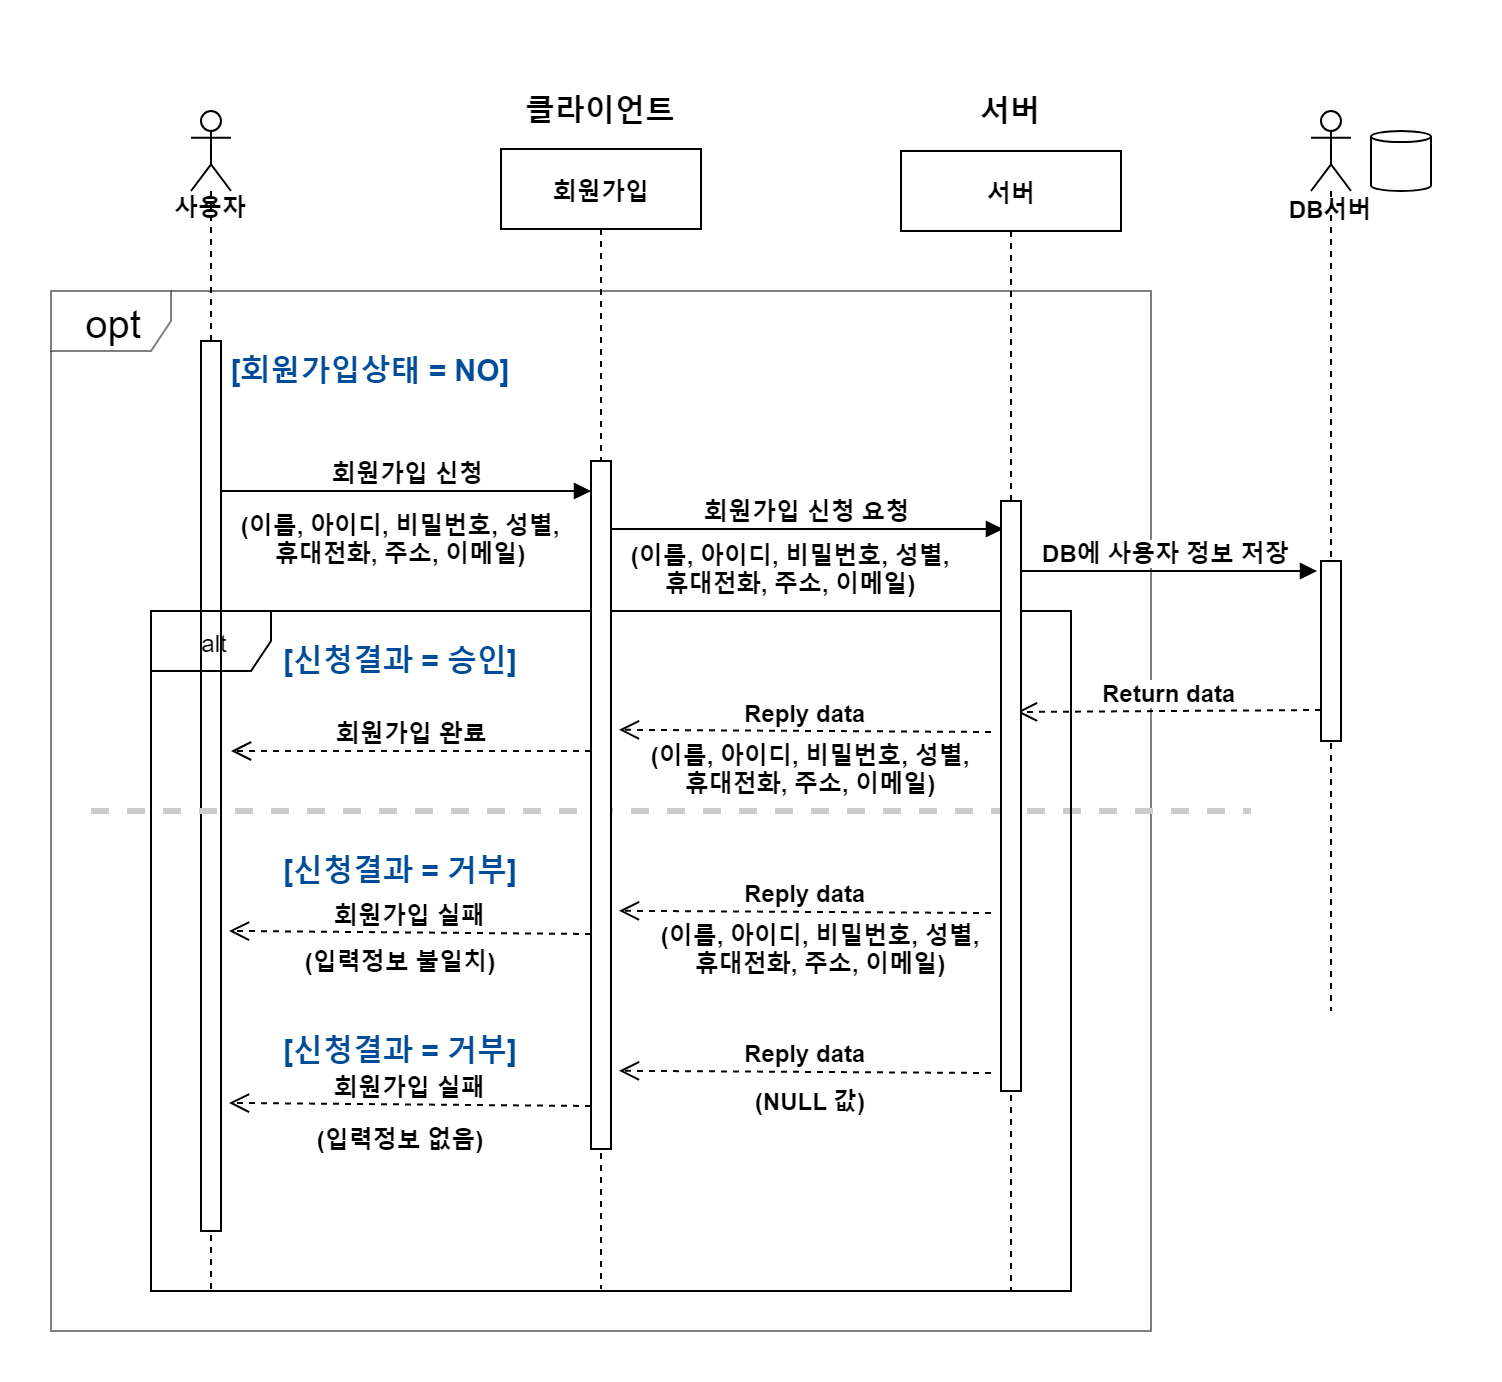 클라이언트
서버
사용자
회원가입
서버
DB서버
opt
[회원가입상태 = NO]
회원가입 신청
(이름, 아이디, 비밀번호, 성별,
휴대전화, 주소, 이메일)
회원가입 신청 요청
(이름, 아이디, 비밀번호, 성별,
휴대전화, 주소, 이메일)
DB에 사용자 정보 저장
alt
[신청결과 = 승인]
Return data
Reply data
(이름, 아이디, 비밀번호, 성별,
휴대전화, 주소, 이메일)
회원가입 완료
[신청결과 = 거부]
Reply data
(이름, 아이디, 비밀번호, 성별,
휴대전화, 주소, 이메일)
회원가입 실패
(입력정보 불일치)
[신청결과 = 거부]
Reply data
(NULL 값)
회원가입 실패
(입력정보 없음)